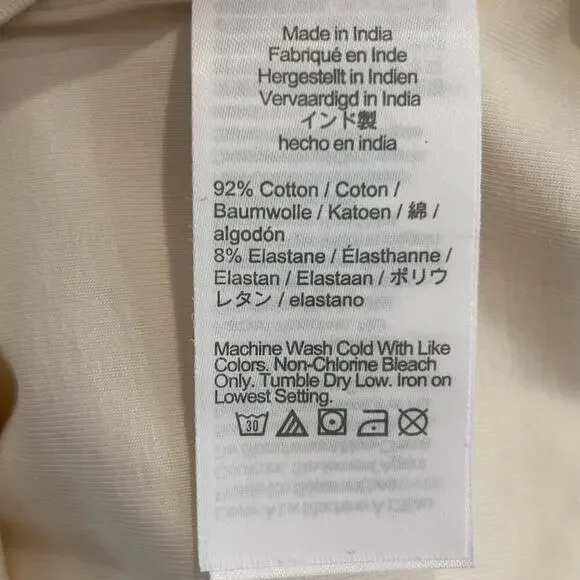 Made in India
Fabriqué en Inde
Hergestellt in Indien
Vervaardigd in India
インド製
hecho en india
92% Cotton / Coton /
Baumwolle / Katoen / 綿 /
algodón
8% Elastane / Élasthanne /
Elastan / Elastaan / ポリウ
レタン / elastano
Machine Wash Cold With Like
Colors. Non-Chlorine Bleach
Only. Tumble Dry Low. Iron on
Lowest Setting.
30